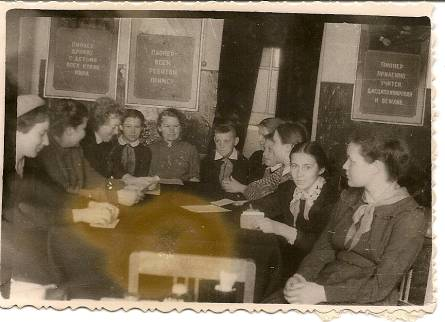 ПИОНЕР
ДРУЖИТ
С ДЕТЬМИ
ВСЕХ СТРАН
МИРА.
ПИОНЕР-
ВСЕМ
РЕБЯТАМ
ПРИМЕР
ПИОНЕР
ПРИЛЕЖНО
УЧИТСЯ,
ДИСЦИПЛИНИРОВАН
И ВЕЖЛИВ.